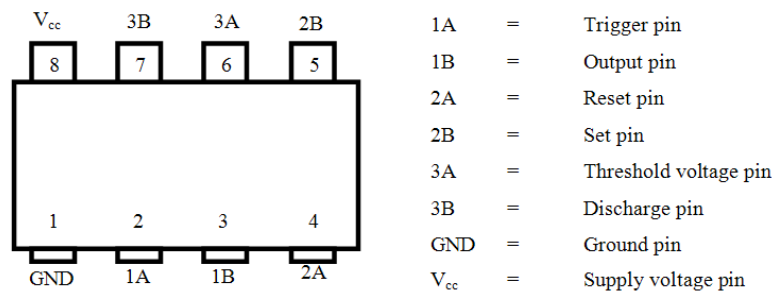 Vcc 3B 3A 2B
8 7 6 5
1 2 3 4
GND 1A 1B 2A
1A = Trigger pin
1B = Output pin
2A = Reset pin
2B = Set pin
3A = Threshold voltage pin
3B = Discharge pin
GND = Ground pin
Vcc = Supply voltage pin